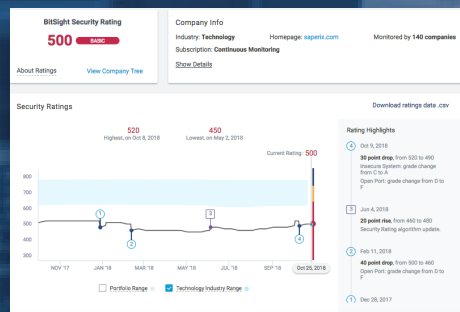 BitSight Security Rating
500 BASIC
About Ratings
View Company Tree
Company Info
Industry: Technology
Homepage: saperix.com
Monitored by 140 companies
Subscription: Continuous Monitoring
Show Details
Security Ratings
Download ratings data .csv
520
Highest, on Oct 8, 2018
450
Lowest, on May 2, 2018
Current Rating: 500
800
700
600
500
400
300
1
2
3
4
NOV '17
JAN '18
MAR '18
MAY '18
JUL '18
SEP '18
Oct 25, 2018
Portfolio Range
Technology Industry Range
Rating Highlights
4
Oct 9, 2018
30 point drop, from 520 to 490
Insecure System: grade change
from C to A
Open Port: grade change from D to
F
3
Jun 4, 2018
20 point rise, from 460 to 480
Security Rating algorithm update.
2
Feb 11, 2018
40 point drop, from 500 to 460
Open Port: grade change from D to
F
1
Dec 28, 2017